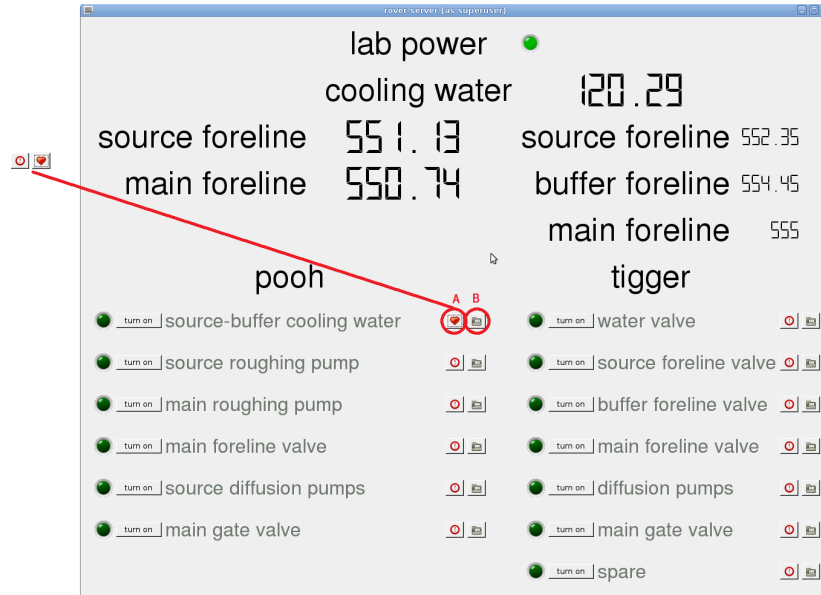 rover server (as superuser)
lab power
cooling water 120.29
source foreline 551.13 source foreline 552.35
main foreline 550.74 buffer foreline 554.45
main foreline 555
pooh tigger
A B
turn on source-buffer cooling water turn on water valve
turn on source roughing pump turn on source foreline valve
turn on main roughing pump turn on buffer foreline valve
turn on main foreline valve turn on main foreline valve
turn on source diffusion pumps turn on diffusion pumps
turn on main gate valve turn on main gate valve
turn on spare